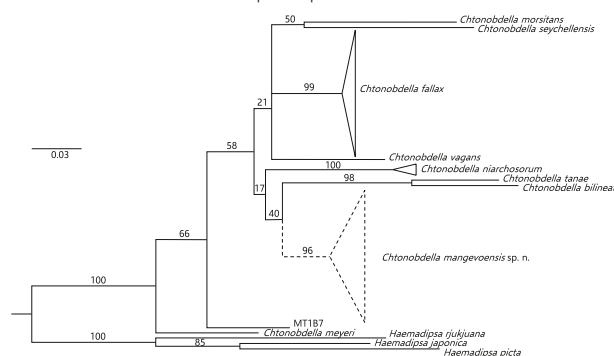 50
Chtonobdella morsitans
Chtonobdella seychellensis
99
Chtonobdella fallax
21
0.03
58
Chtonobdella vagans
100
Chtonobdella niarchosorum
98
Chtonobdella tanae
17
Chtonobdella bilineat
40
96
Chtonobdella mangevoensis sp. n.
66
100
MT1B7
Chtonobdella meyeri
100
Haemadipsa rjukjuana
85
Haemadipsa japonica
Haemadipsa picta